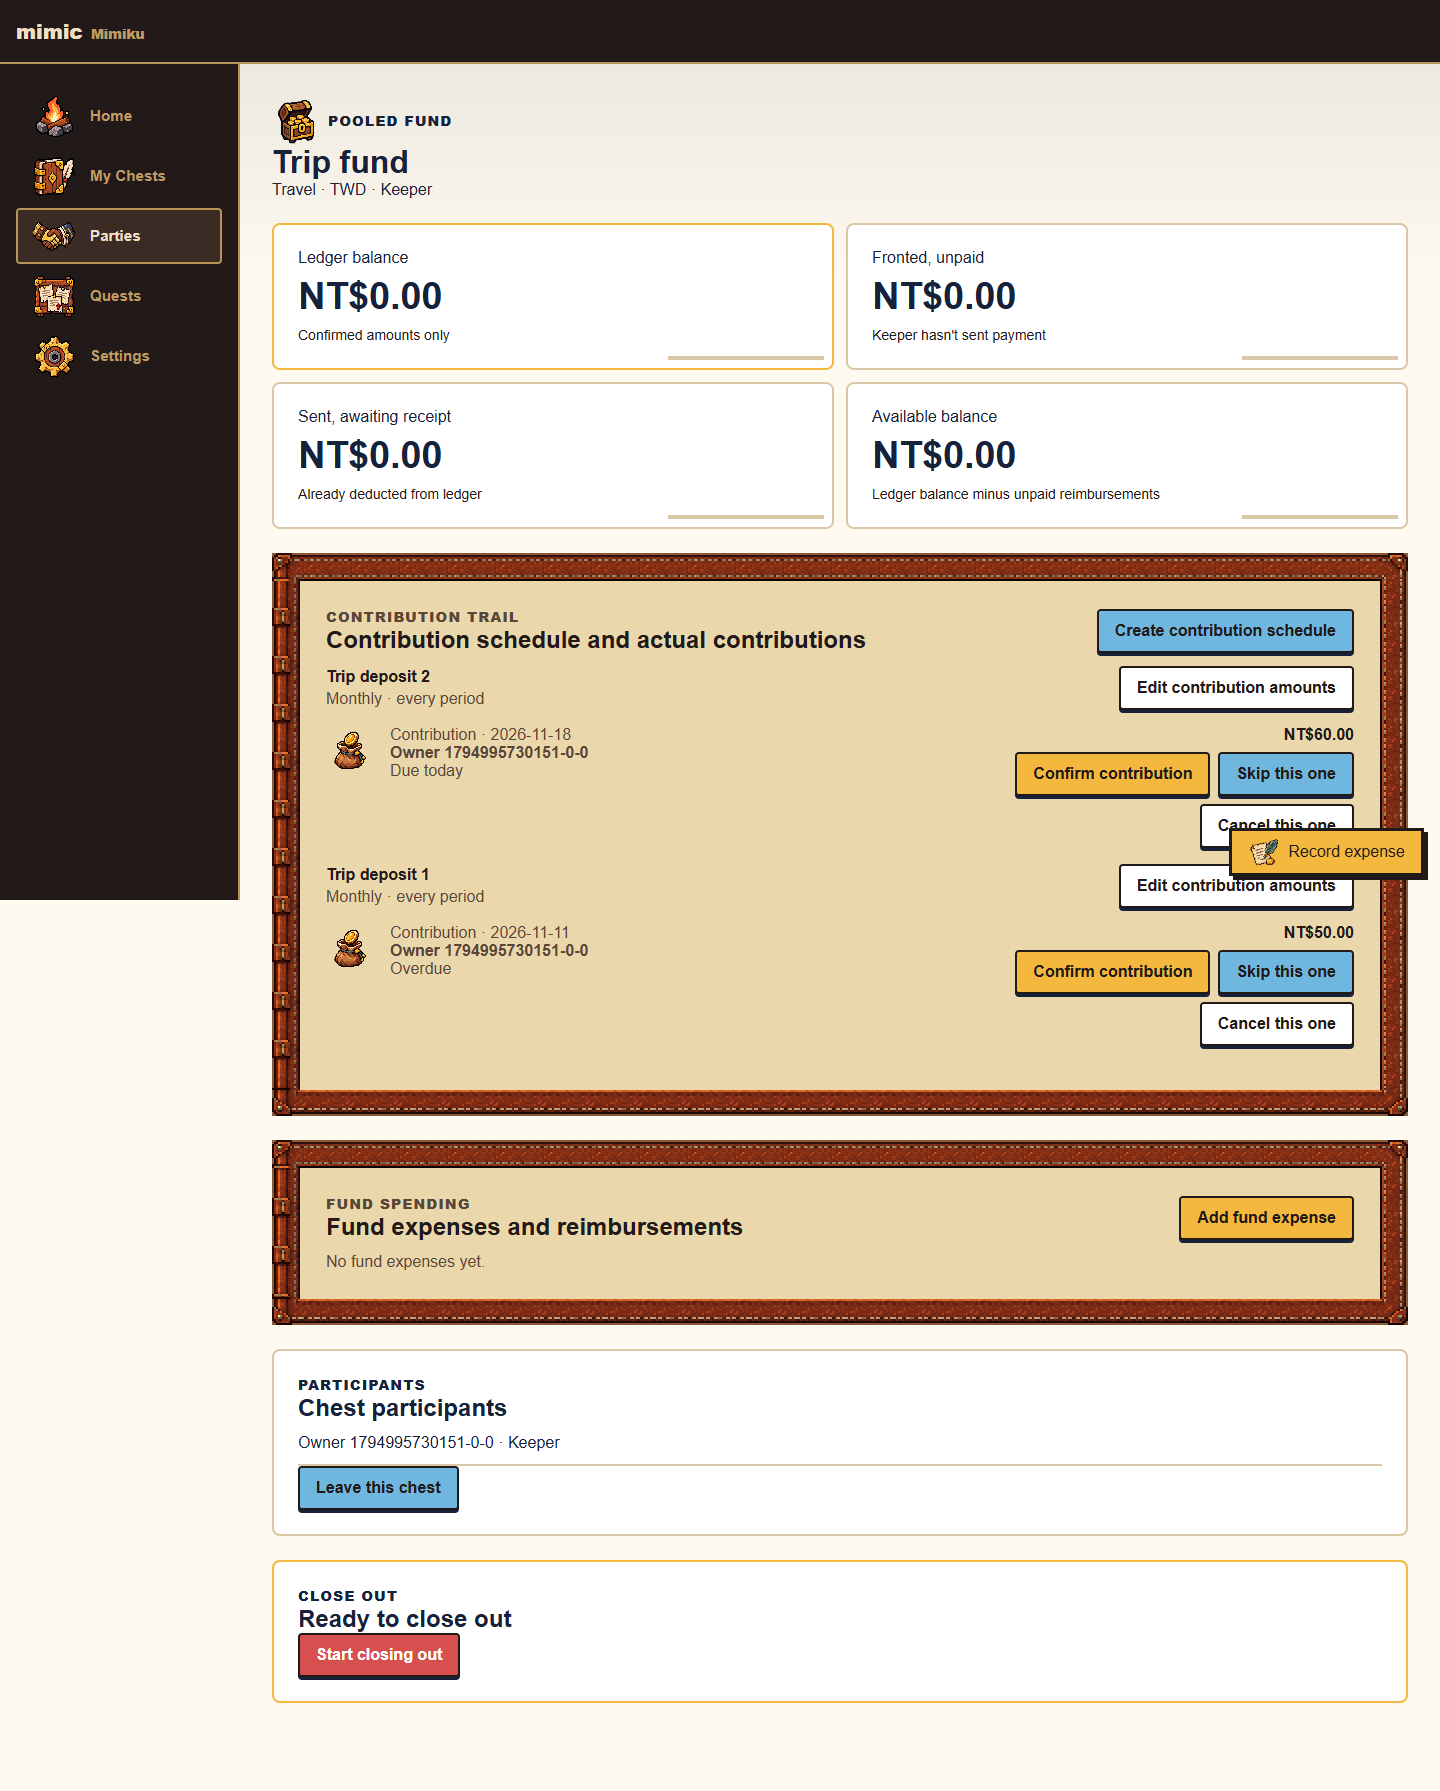 mimic Mimiku
Home
My Chests
Parties
Quests
Settings
POOLED FUND
Trip fund
Travel · TWD · Keeper
Ledger balance
NT$0.00
Confirmed amounts only
Fronted, unpaid
NT$0.00
Keeper hasn't sent payment
Sent, awaiting receipt
NT$0.00
Already deducted from ledger
Available balance
NT$0.00
Ledger balance minus unpaid reimbursements
CONTRIBUTION TRAIL
Contribution schedule and actual contributions
Create contribution schedule
Trip deposit 2
Monthly · every period
Edit contribution amounts
Contribution · 2026-11-18
Owner 1794995730151-0-0
Due today
NT$60.00
Confirm contribution
Skip this one
Cancel this one
Record expense
Trip deposit 1
Monthly · every period
Edit contribution amounts
Contribution · 2026-11-11
Owner 1794995730151-0-0
Overdue
NT$50.00
Confirm contribution
Skip this one
Cancel this one
FUND SPENDING
Fund expenses and reimbursements
Add fund expense
No fund expenses yet.
PARTICIPANTS
Chest participants
Owner 1794995730151-0-0 · Keeper
Leave this chest
CLOSE OUT
Ready to close out
Start closing out